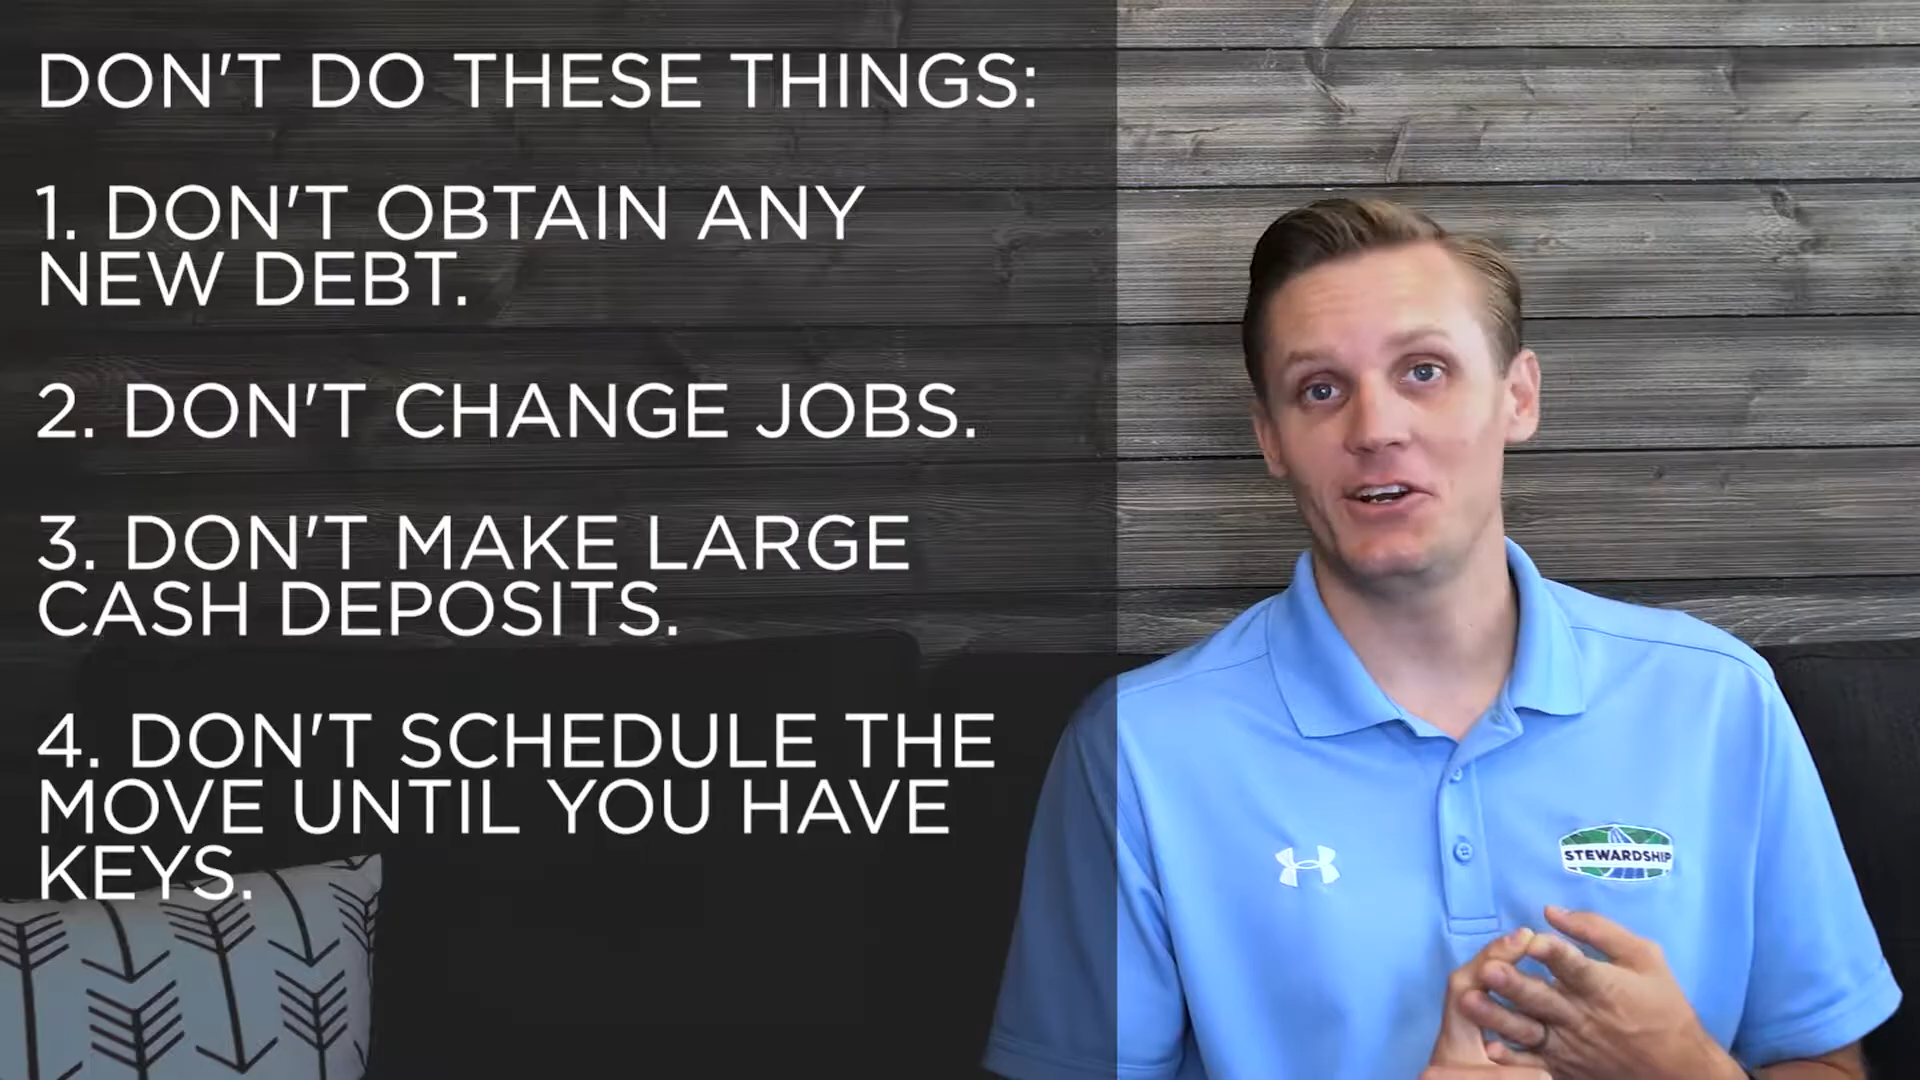 DON'T DO THESE THINGS:
1. DON'T OBTAIN ANY
NEW DEBT.
2. DON'T CHANGE JOBS.
3. DON'T MAKE LARGE
CASH DEPOSITS.
4. DON'T SCHEDULE THE
MOVE UNTIL YOU HAVE
KEYS.
STEWARDSHIP